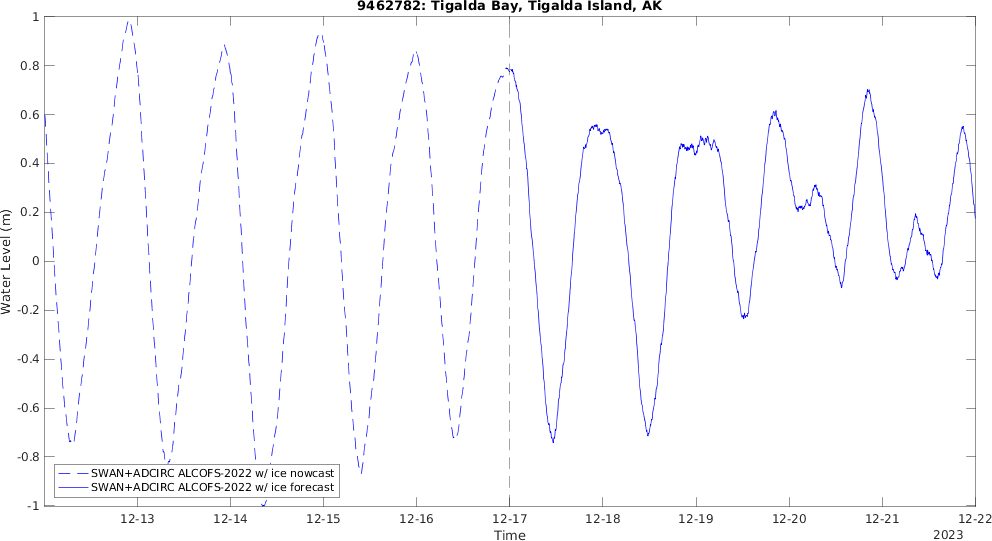 9462782: Tigalda Bay, Tigalda Island, AK
1
0.8
0.6
0.4
0.2
0
-0.2
-0.4
-0.6
-0.8
-1
Water Level (m)
SWAN+ADCIRC ALCOFS-2022 w/ ice nowcast
SWAN+ADCIRC ALCOFS-2022 w/ ice forecast
12-13 12-14 12-15 12-16 12-17 12-18 12-19 12-20 12-21 12-22
Time
2023